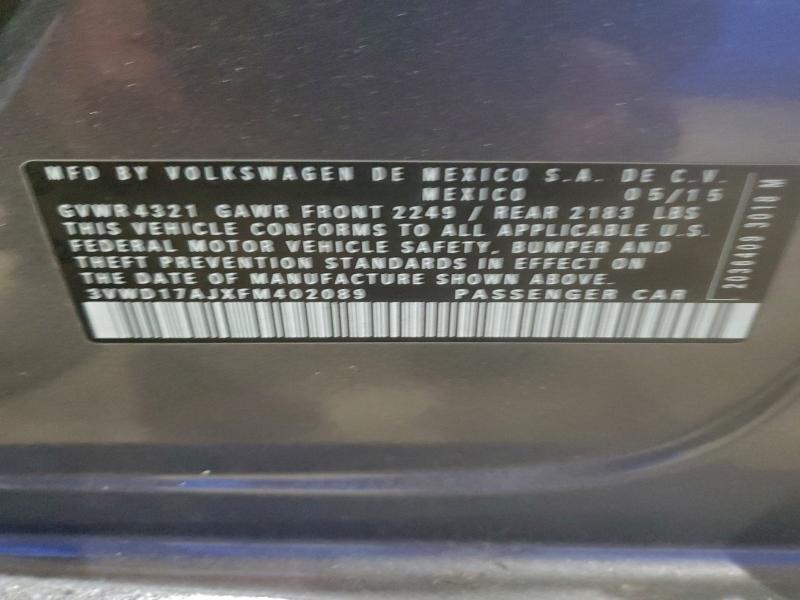 MFD BY VOLKSWAGEN DE MEXICO S.A. DE C.V.
MEXICO 05/15
GVWR 4321 GAWR FRONT 2249 / REAR 2183 LBS
THIS VEHICLE CONFORMS TO ALL APPLICABLE U.S.
FEDERAL MOTOR VEHICLE SAFETY, BUMPER AND
THEFT PREVENTION STANDARDS IN EFFECT ON
THE DATE OF MANUFACTURE SHOWN ABOVE.
3VWD17AJXFM402089 PASSENGER CAR
2030409 3018 M